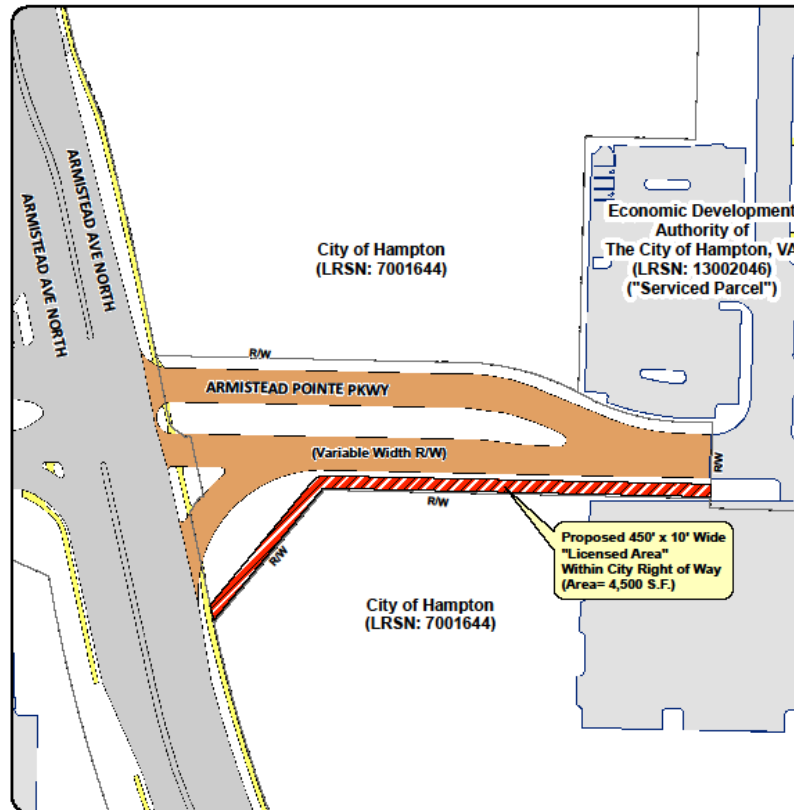 ARMISTEAD AVE NORTH
ARMISTEAD AVE NORTH
City of Hampton
(LRSN: 7001644)
Economic Development
Authority of
The City of Hampton, VA
(LRSN: 13002046)
("Serviced Parcel")
R/W
ARMISTEAD POINTE PKWY
(Variable Width R/W)
R/W
R/W
R/W
Proposed 450' x 10' Wide
"Licensed Area"
Within City Right of Way
(Area= 4,500 S.F.)
City of Hampton
(LRSN: 7001644)